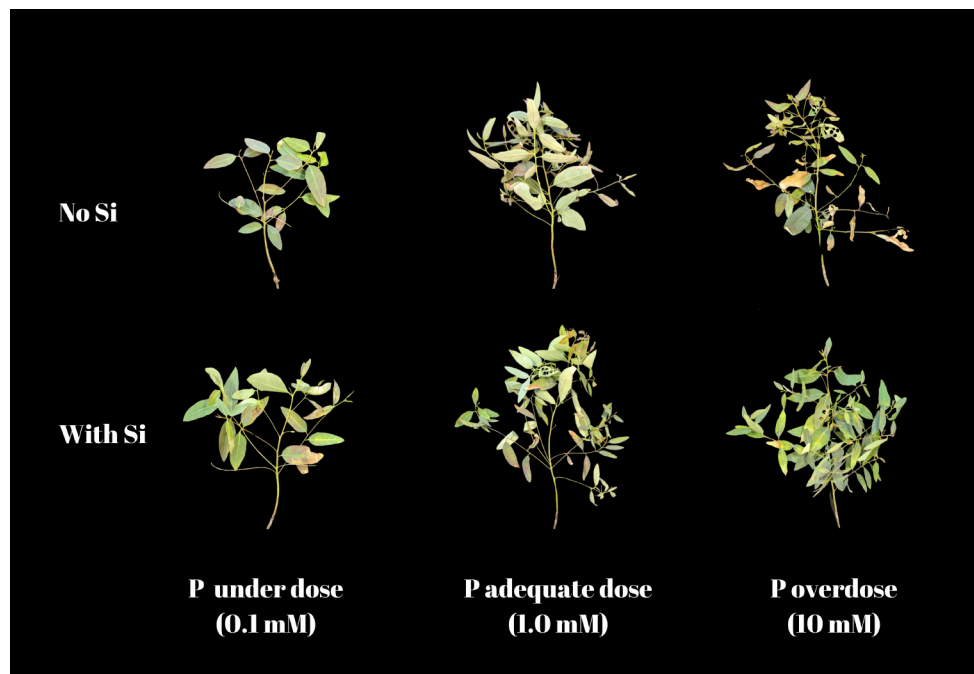 No Si
With Si
P under dose
(0.1 mM)
P adequate dose
(1.0 mM)
P overdose
(10 mM)